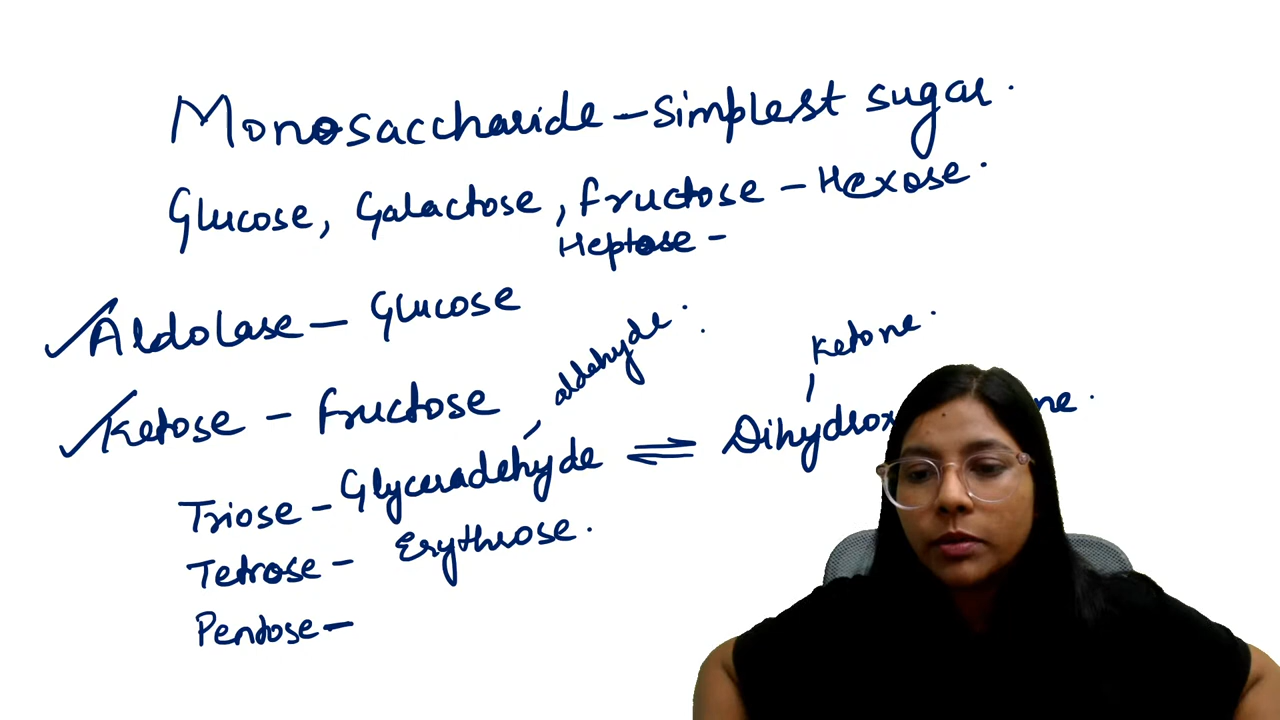 Monosaccharide - Simplest sugar.
Glucose, Galactose, fructose - Hexose.
Heptose -
Aldolase - Glucose
aldehyde.
Ketone.
Ketose - fructose
Triose - Glyceradehyde ⇌
Tetrose - Erythrose.
Pentose -